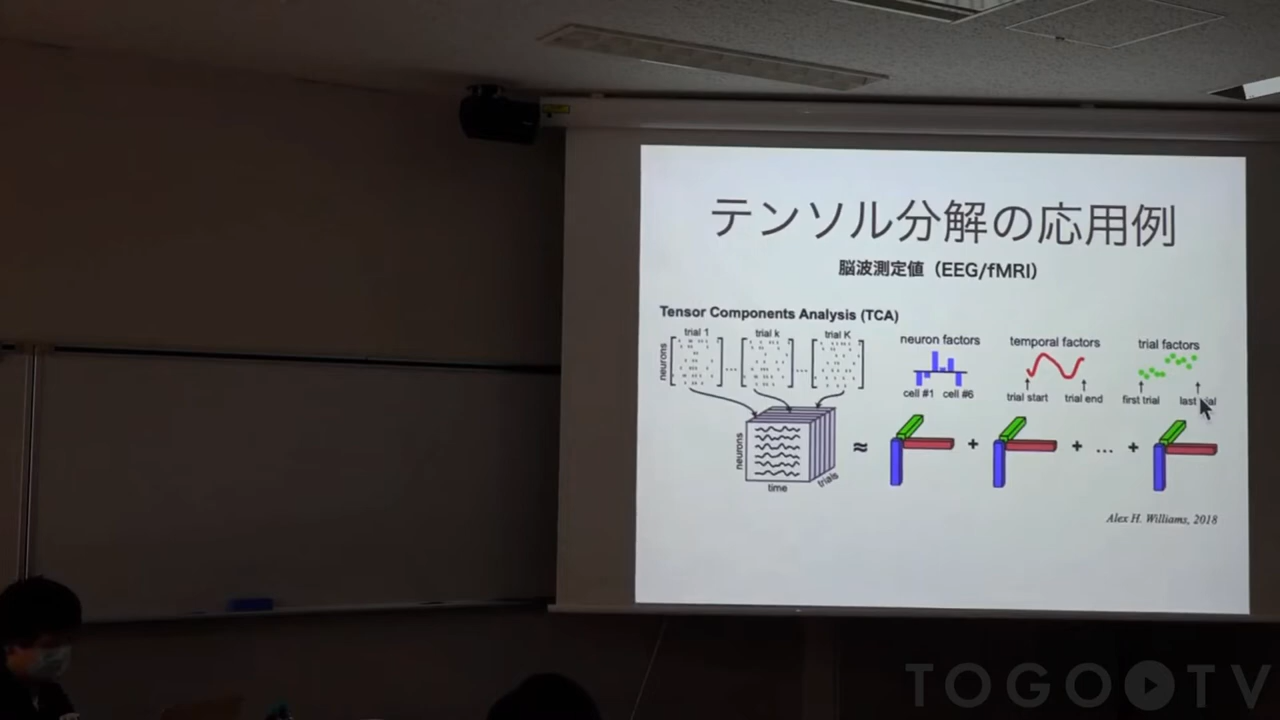 テンソル分解の応用例
脳波測定値（EEG/fMRI）
Tensor Components Analysis (TCA)
trial 1
trial k
trial K
neurons
...
...
neuron factors
cell #1
cell #6
temporal factors
trial start
trial end
trial factors
first trial
last
neurons
time
trials
≈
+
+ ... +
Alex H. Williams, 2018
TOGO TV